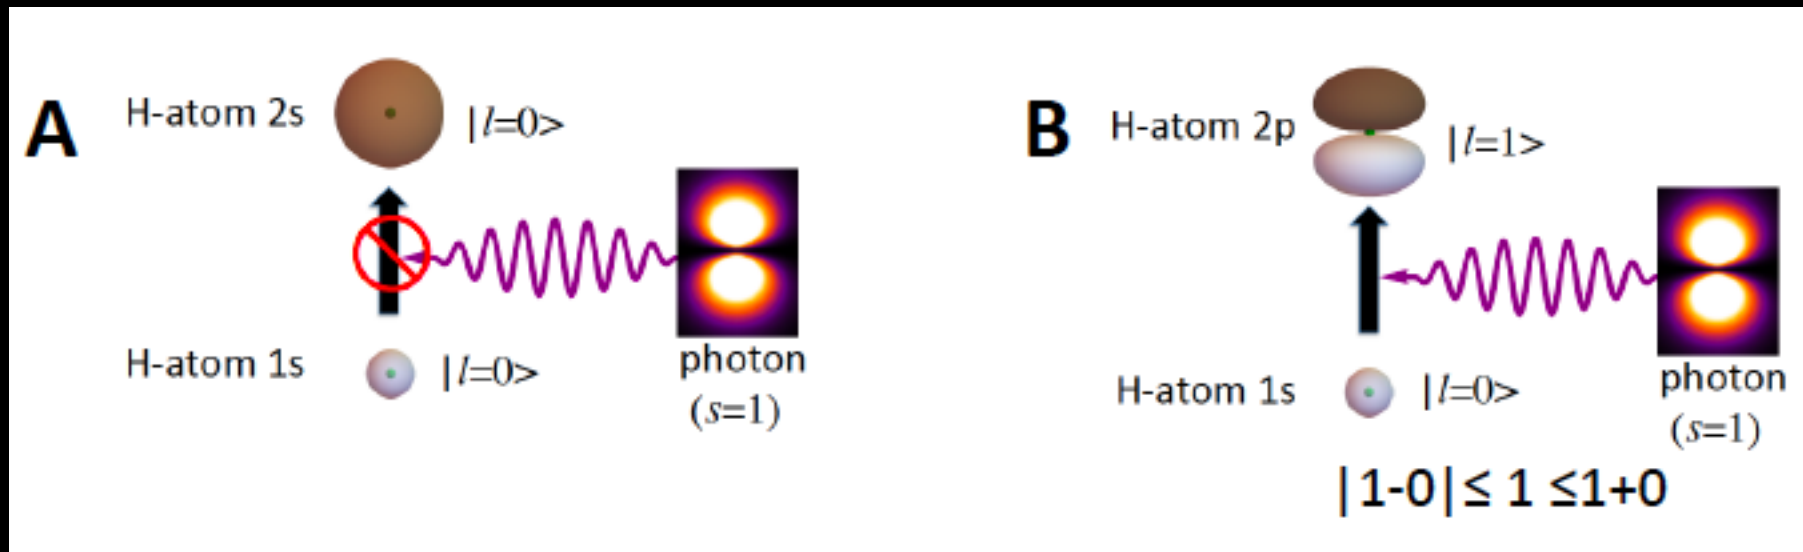 A
H-atom 2s
|l=0>
H-atom 1s
|l=0>
photon
(s=1)
B
H-atom 2p
|l=1>
H-atom 1s
|l=0>
photon
(s=1)
|1-0|≤ 1 ≤1+0